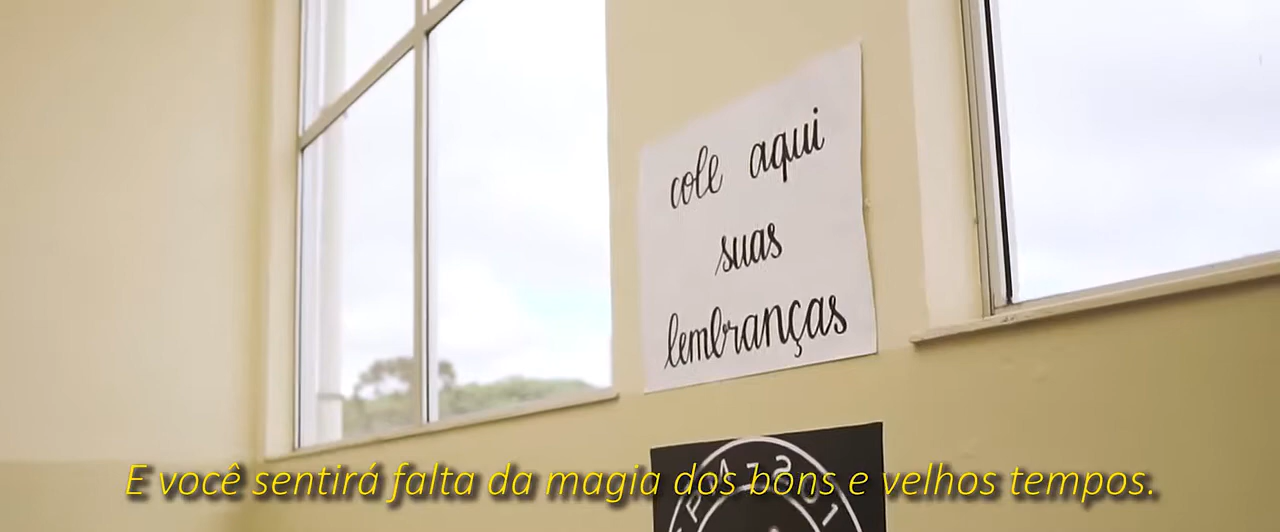 cole aqui
suas
lembranças
E você sentirá falta da magia dos bons e velhos tempos.